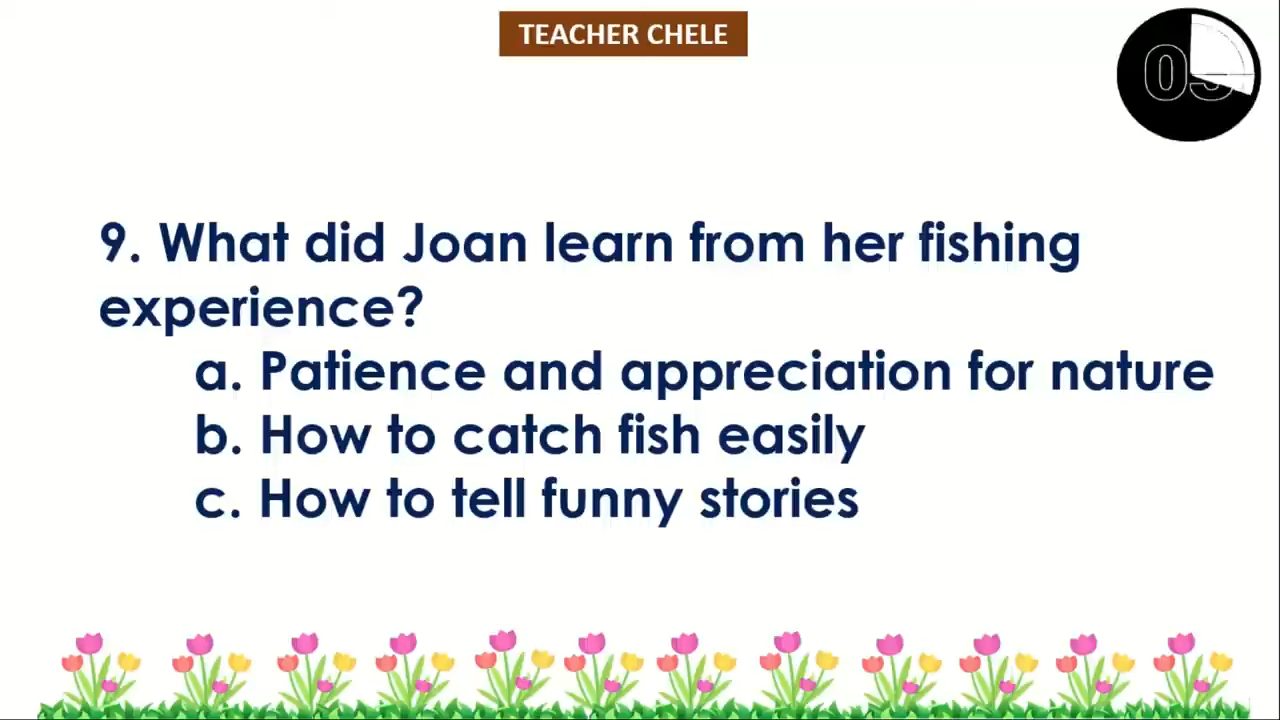 TEACHER CHELE
9. What did Joan learn from her fishing
experience?
a. Patience and appreciation for nature
b. How to catch fish easily
c. How to tell funny stories